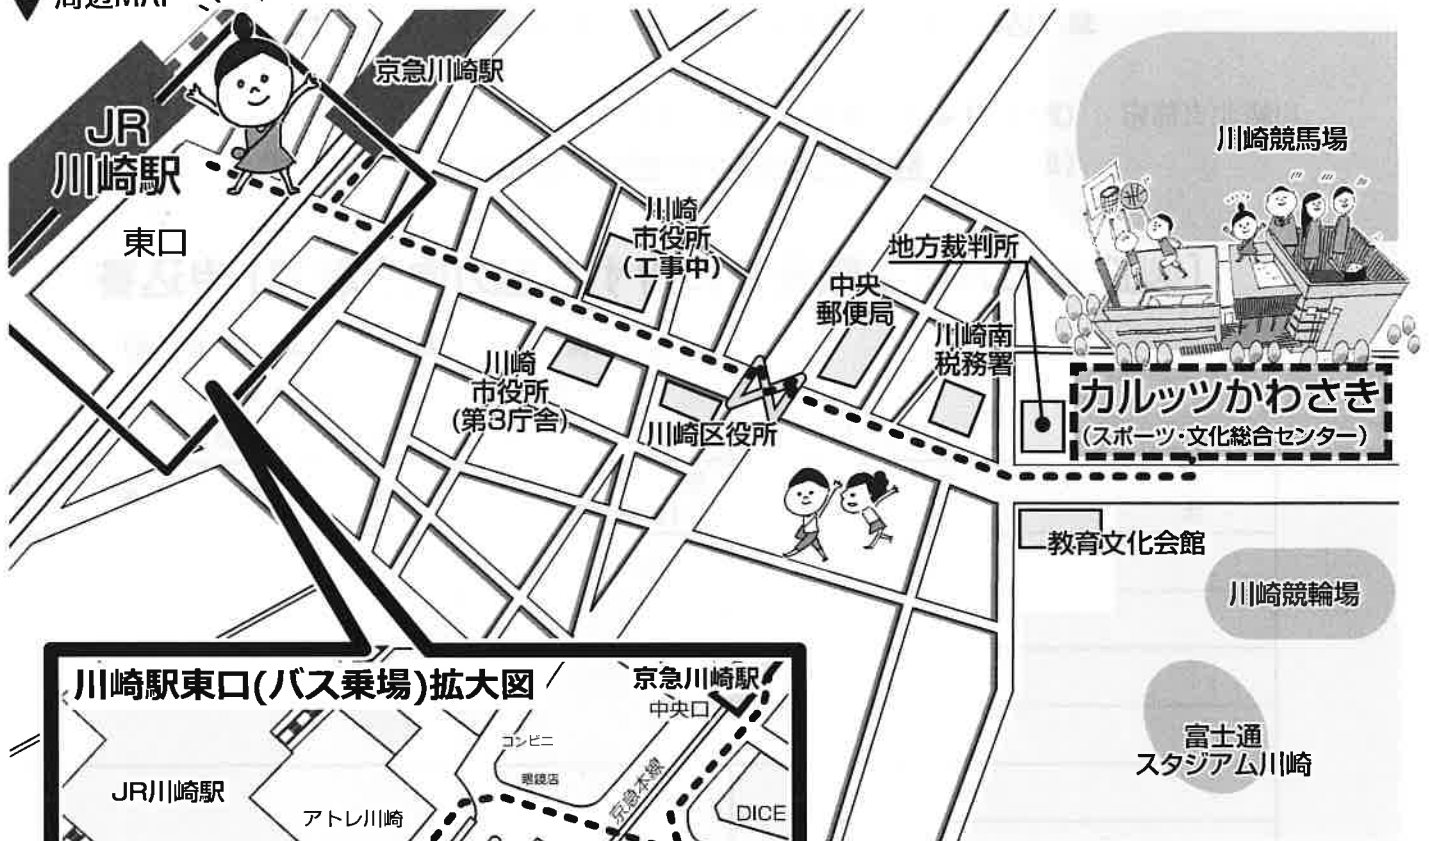 周辺MAP
京急川崎駅
JR
川崎駅
東口
川崎競馬場
川崎
市役所
(工事中)
地方裁判所
中央
郵便局
川崎南
税務署
川崎
市役所
(第3庁舎)
川崎区役所
カルッツかわさき
(スポーツ・文化総合センター)
教育文化会館
川崎競輪場
富士通
スタジアム川崎
川崎駅東口(バス乗場)拡大図
京急川崎駅
中央口
コンビニ
眼鏡店
京急本線
JR川崎駅
アトレ川崎
DICE